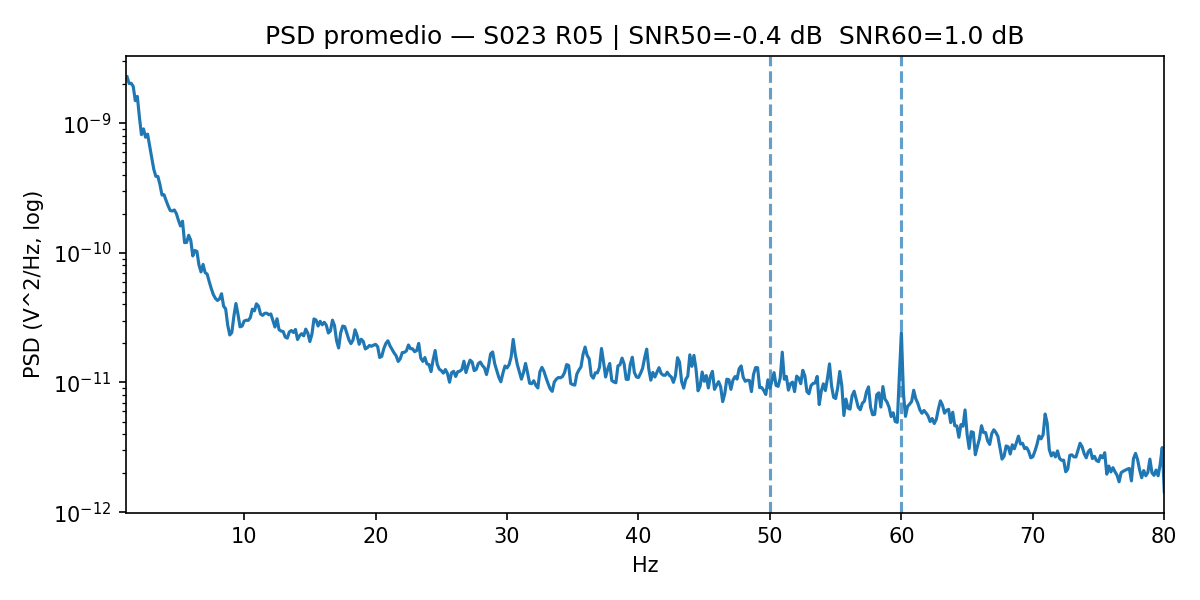 PSD promedio — S023 R05 | SNR50=-0.4 dB  SNR60=1.0 dB
PSD (V^2/Hz, log)
10⁻⁹
10⁻¹⁰
10⁻¹¹
10⁻¹²
10 20 30 40 50 60 70 80
Hz